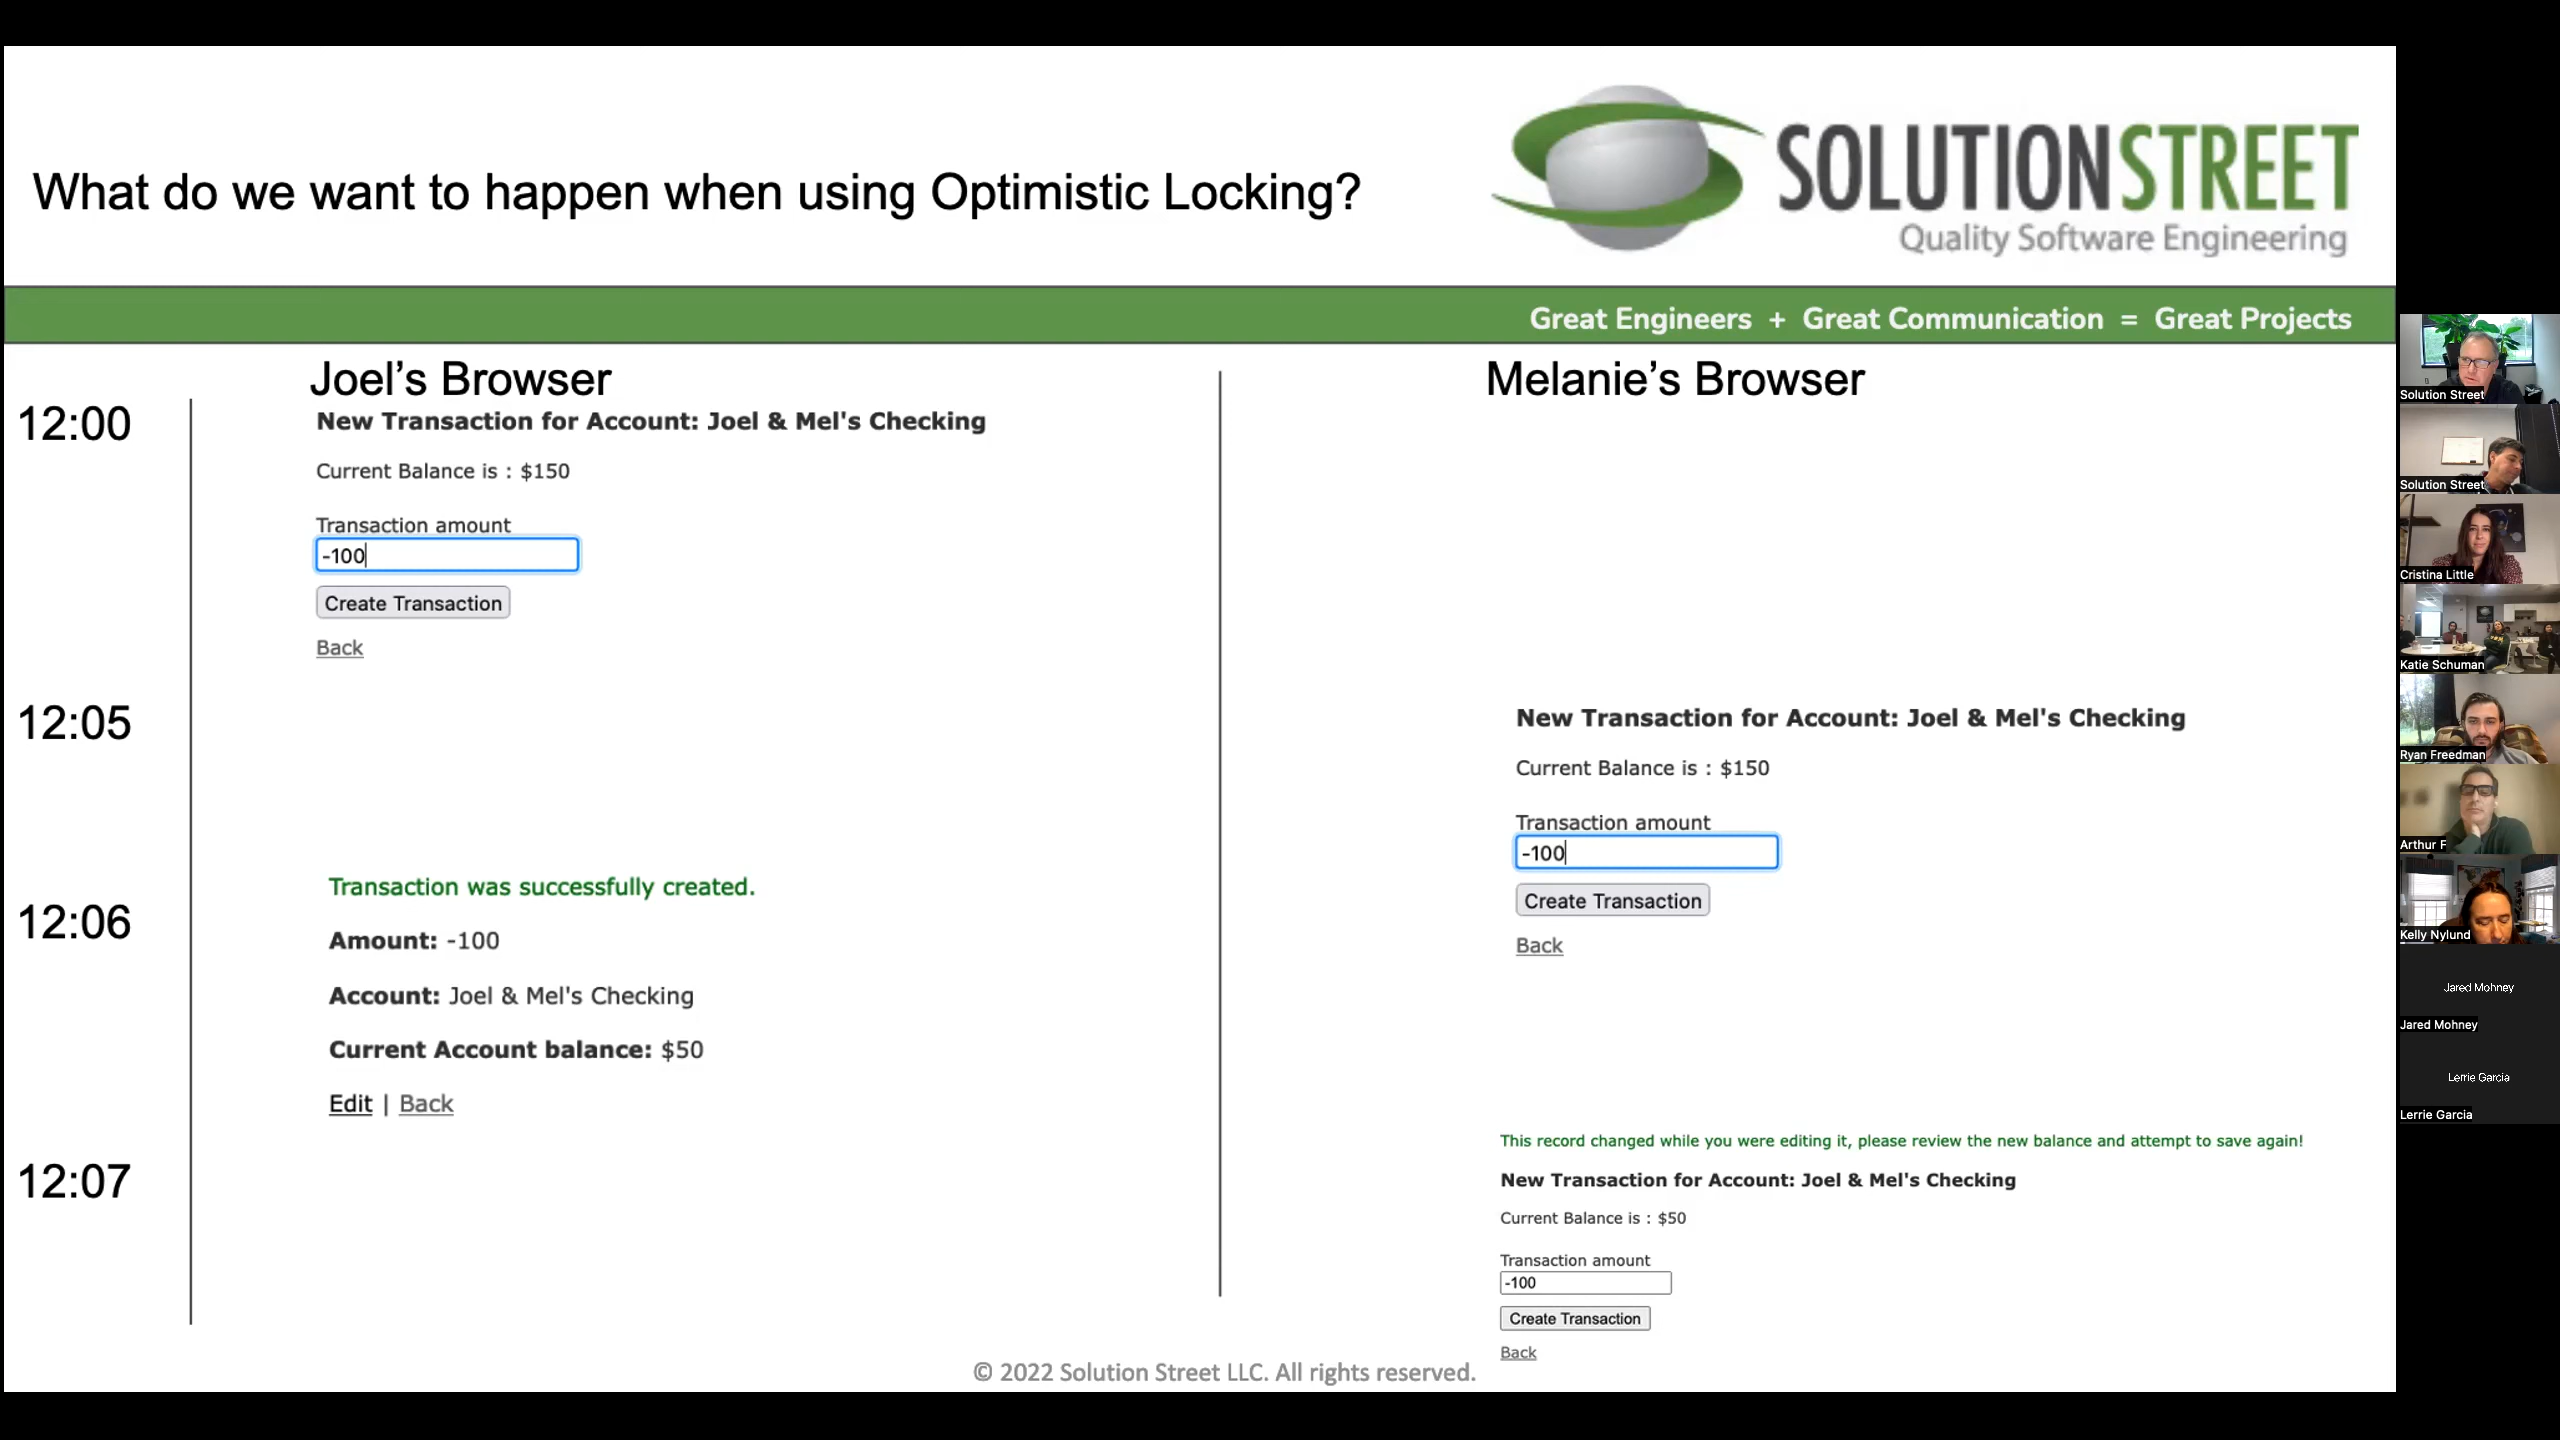 What do we want to happen when using Optimistic Locking?
SOLUTIONSTREET
Quality Software Engineering
Great Engineers + Great Communication = Great Projects
Joel's Browser
Melanie's Browser
12:00
New Transaction for Account: Joel & Mel's Checking
Current Balance is : $150
Transaction amount
-100
Create Transaction
Back
12:05
New Transaction for Account: Joel & Mel's Checking
Current Balance is : $150
Transaction amount
-100
Create Transaction
Back
12:06
Transaction was successfully created.
Amount: -100
Account: Joel & Mel's Checking
Current Account balance: $50
Edit | Back
12:07
This record changed while you were editing it, please review the new balance and attempt to save again!
New Transaction for Account: Joel & Mel's Checking
Current Balance is : $50
Transaction amount
-100
Create Transaction
Back
© 2022 Solution Street LLC. All rights reserved.
Solution Street
Solution Street
Cristina Little
Katie Schuman
Ryan Freedman
Arthur F
Kelly Nylund
Jared Mohney
Jared Mohney
Lerrie Garcia
Lerrie Garcia